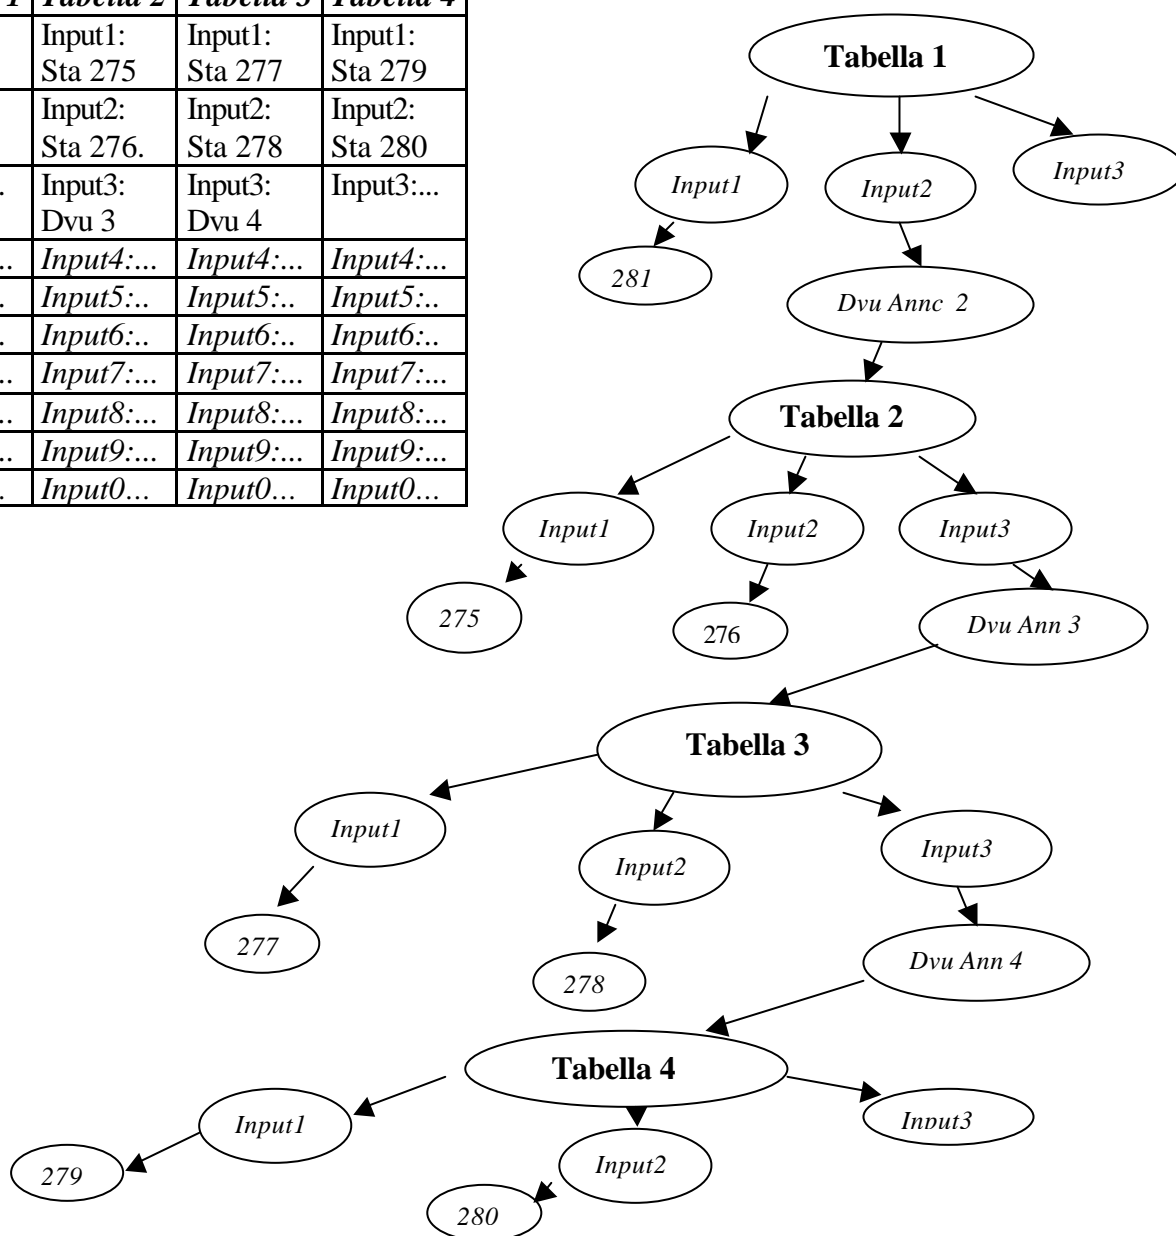 1 Tabella 2 Tabella 3 Tabella 4
Input1: Input1: Input1:
Sta 275 Sta 277 Sta 279
Input2: Input2: Input2:
Sta 276. Sta 278 Sta 280
. Input3: Input3: Input3:...
Dvu 3 Dvu 4
.. Input4:... Input4:... Input4:...
. Input5:.. Input5:.. Input5:..
. Input6:.. Input6:.. Input6:..
.. Input7:... Input7:... Input7:...
.. Input8:... Input8:... Input8:...
.. Input9:... Input9:... Input9:...
. Input0... Input0... Input0...
Tabella 1
Input1 Input2 Input3
281
Dvu Annc 2
Tabella 2
Input1 Input2 Input3
275 276 Dvu Ann 3
Tabella 3
Input1 Input2 Input3
277 278 Dvu Ann 4
Tabella 4
Input1 Input2 Input3
279 280